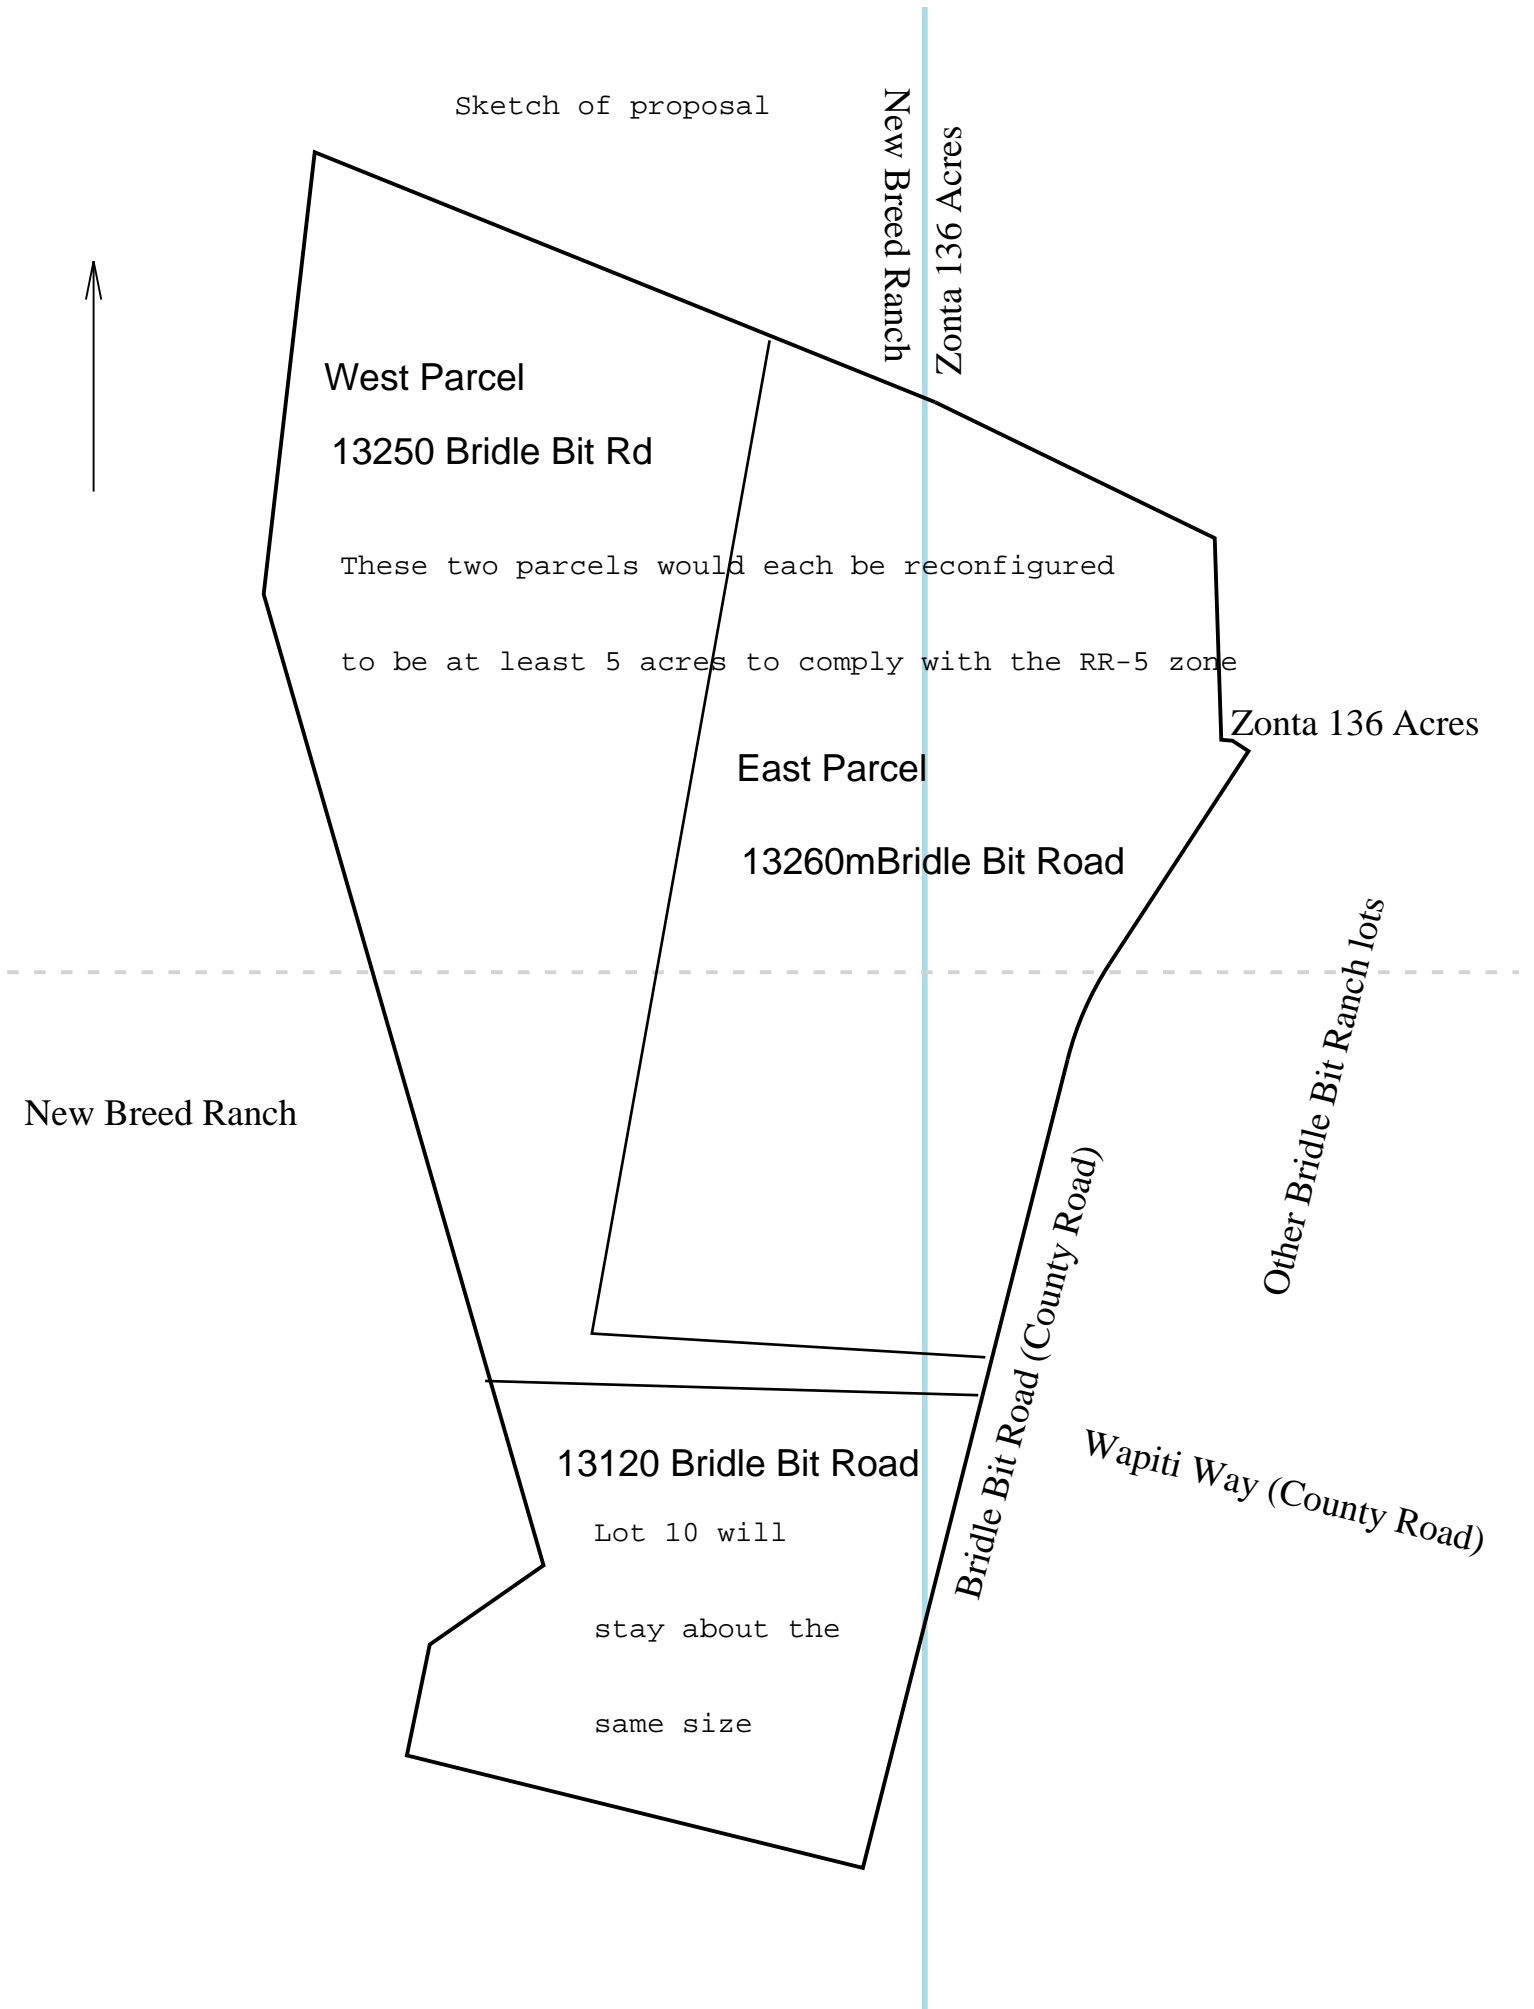 Sketch of proposal
New Breed Ranch
Zonta 136 Acres
West Parcel
13250 Bridle Bit Rd
These two parcels would each be reconfigured
to be at least 5 acres to comply with the RR-5 zone
Zonta 136 Acres
East Parcel
13260mBridle Bit Road
Other Bridle Bit Ranch lots
New Breed Ranch
Bridle Bit Road (County Road)
Wapiti Way (County Road)
13120 Bridle Bit Road
Lot 10 will
stay about the
same size